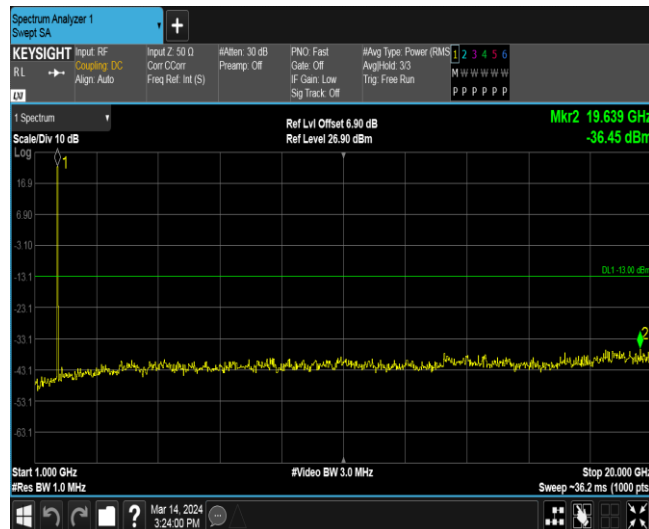 Spectrum Analyzer 1
Swept SA
KEYSIGHT
RL
LXI
Input: RF
Coupling: DC
Align: Auto
Input Z: 50 Ω
Corr CCorr
Freq Ref: Int (S)
#Atten: 30 dB
Preamp: Off
PNO: Fast
Gate: Off
IF Gain: Low
Sig Track: Off
#Avg Type: Power (RMS
Avg|Hold: 3/3
Trig: Free Run
1 2 3 4 5 6
M W W W W W
P P P P P P
1 Spectrum
Scale/Div 10 dB
Ref Lvl Offset 6.90 dB
Ref Level 26.90 dBm
Mkr2 19.639 GHz
-36.45 dBm
Log
1
16.9
6.90
-3.10
-13.1
DL1 -13.00 dBm
-23.1
-33.1
2
-43.1
-53.1
-63.1
Start 1.000 GHz
#Res BW 1.0 MHz
#Video BW 3.0 MHz
Stop 20.000 GHz
Sweep ~36.2 ms (1000 pts
?
Mar 14, 2024
3:24:00 PM